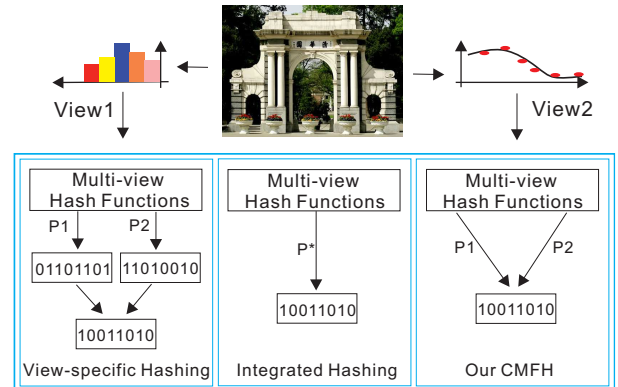 View1
View2
Multi-view
Hash Functions
P1
P2
01101101
11010010
10011010
View-specific Hashing
Multi-view
Hash Functions
P*
10011010
Integrated Hashing
Multi-view
Hash Functions
P1
P2
10011010
Our CMFH